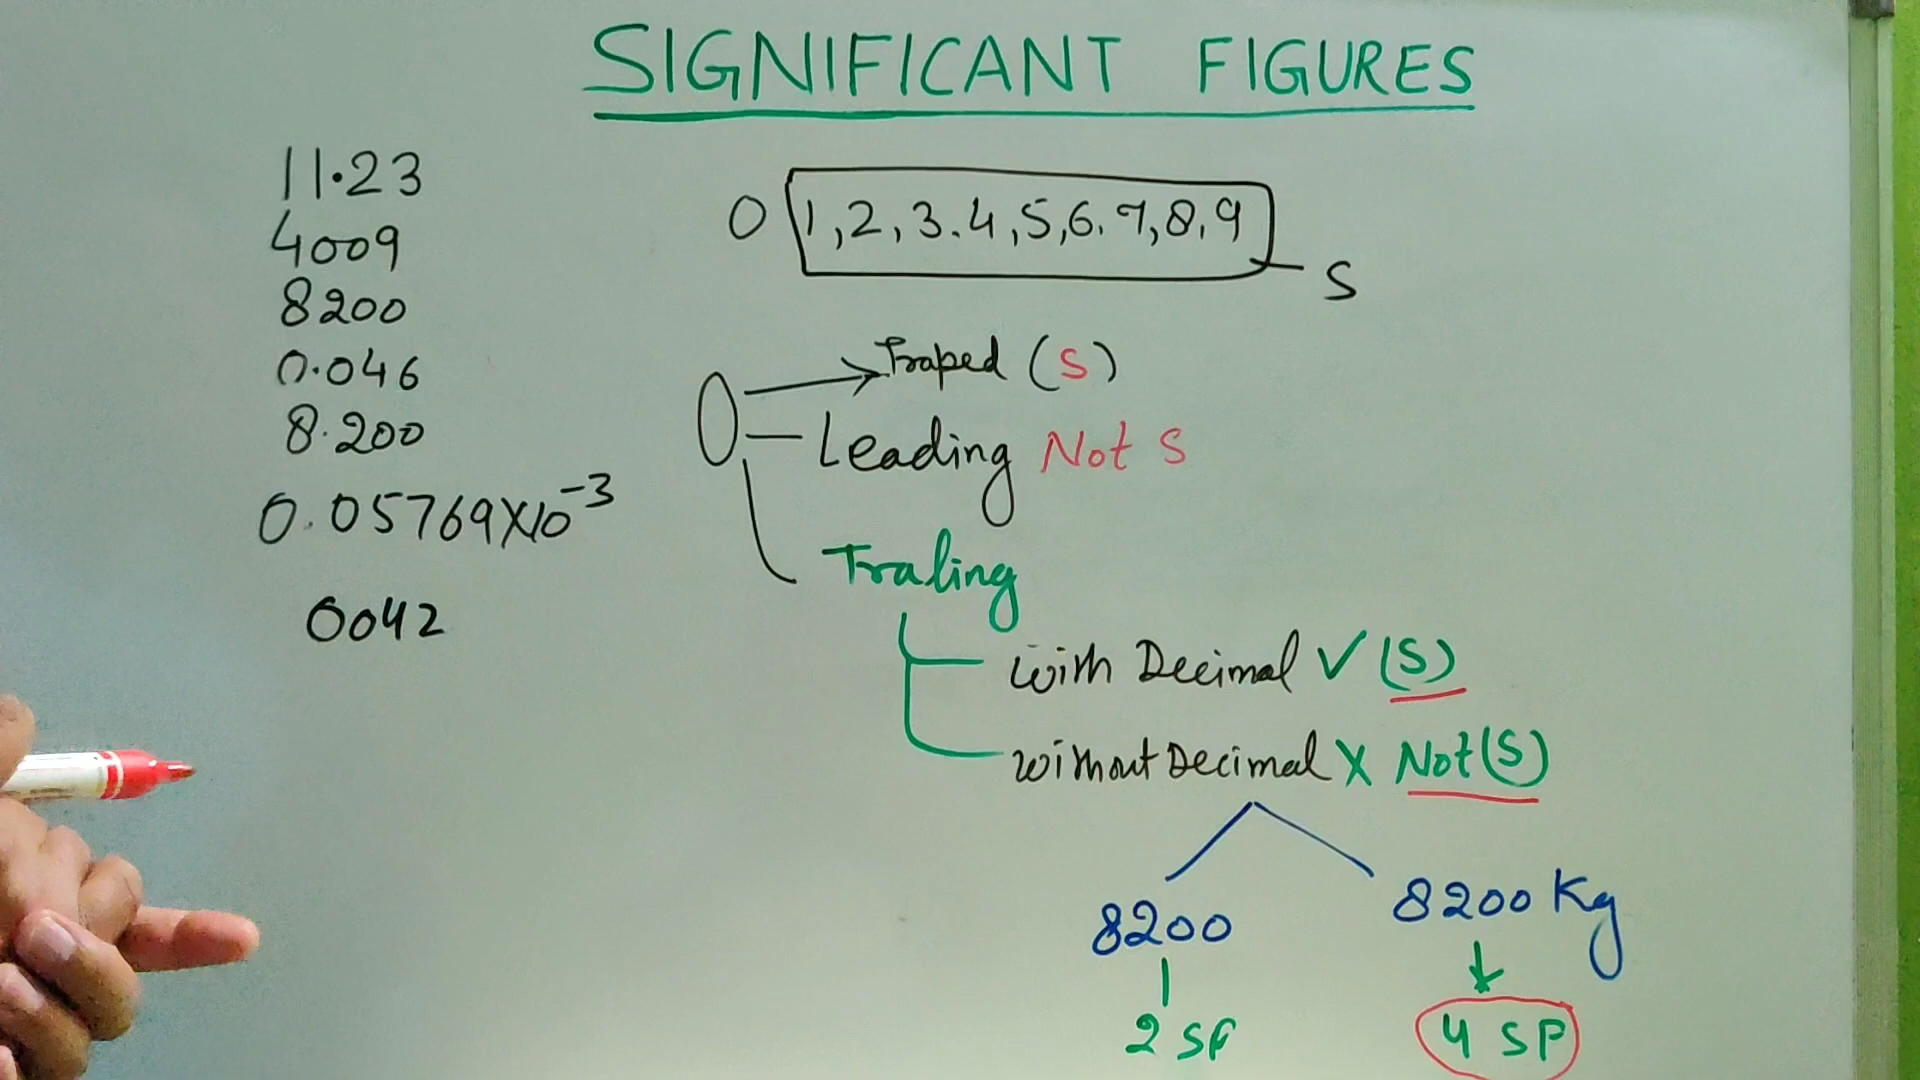 SIGNIFICANT FIGURES
11.23
4009
8200
0.046
8.200
0.05769X10⁻³
0042
0 1,2,3.4,5,6.7,8,9
S
0
Traped (S)
Leading Not S
Traling
with Decimal ✓ (S)
without Decimal X Not(S)
8200
2 SF
8200 Kg
4 SF